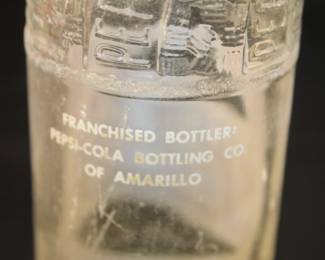 FRANCHISED BOTTLER:
PEPSI-COLA BOTTLING CO.
OF AMARILLO